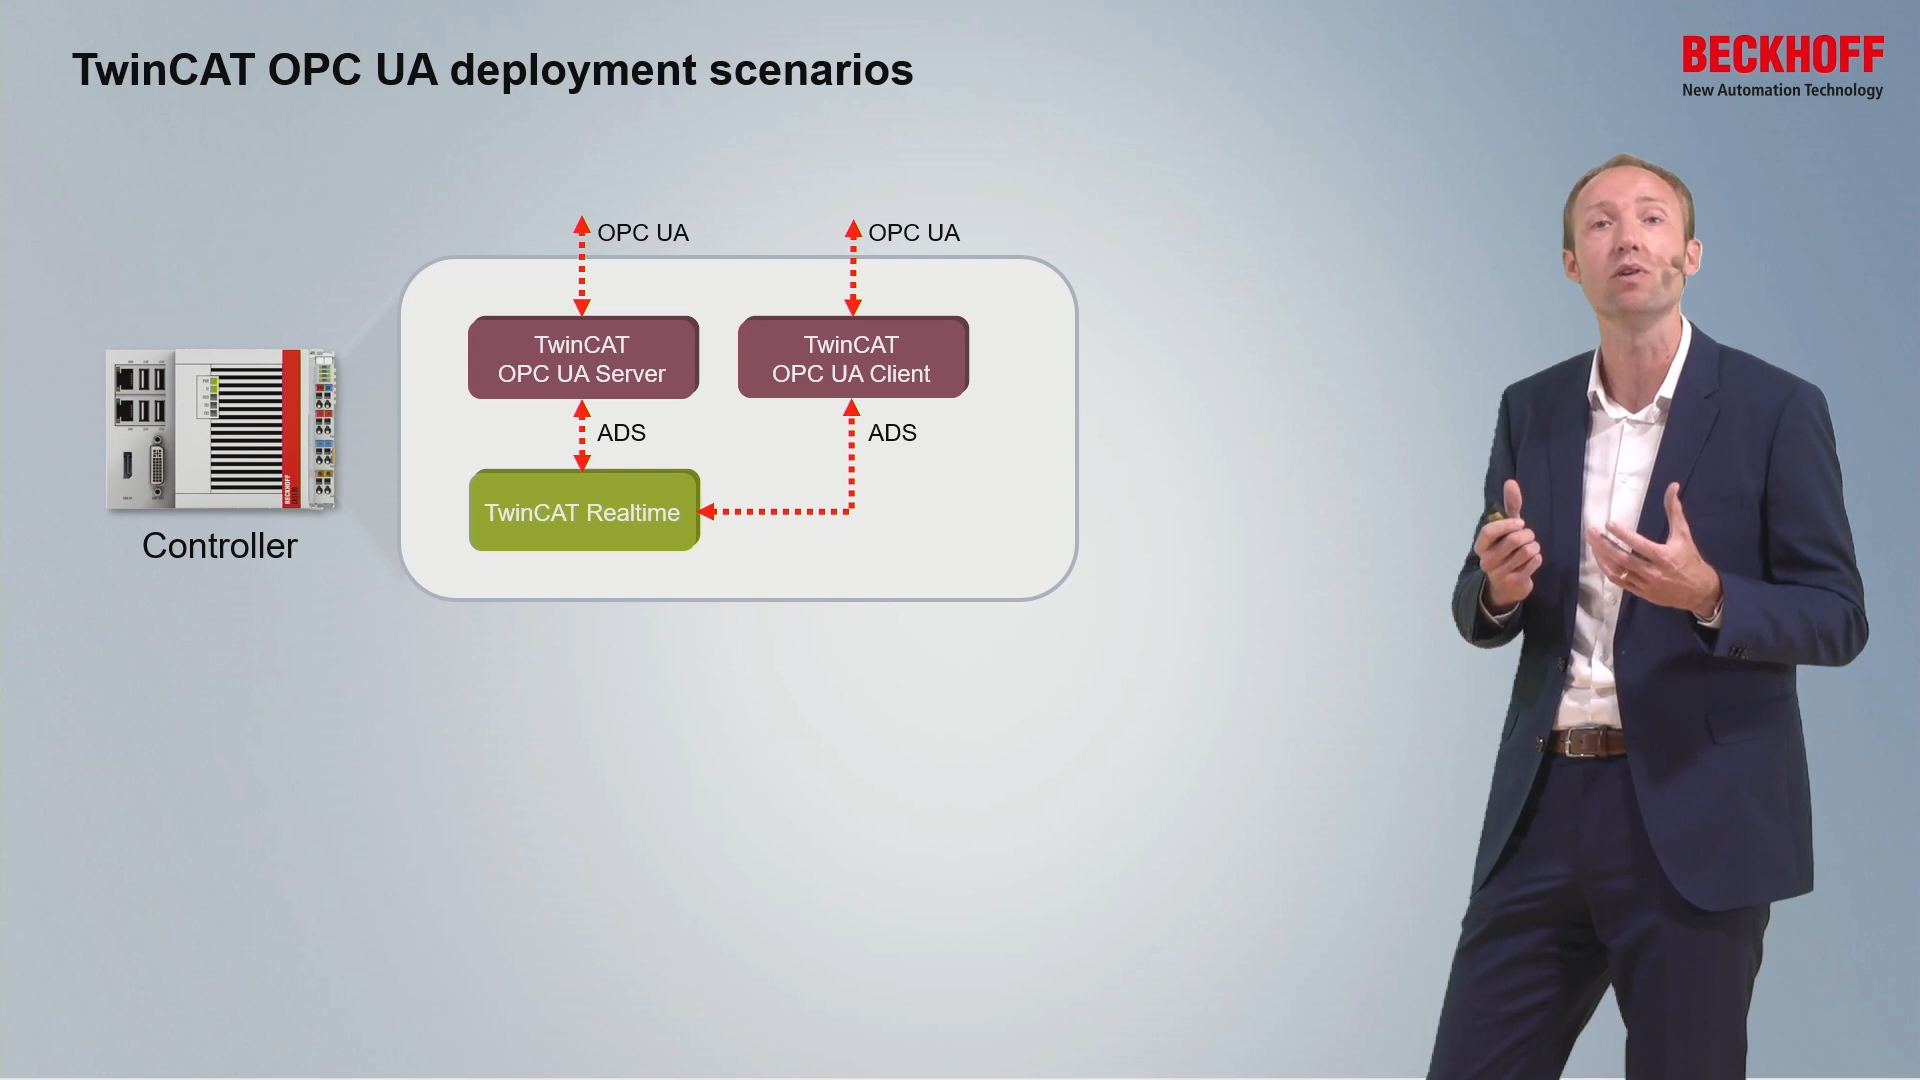 TwinCAT OPC UA deployment scenarios
BECKHOFF
New Automation Technology
OPC UA
OPC UA
TwinCAT
OPC UA Server
TwinCAT
OPC UA Client
ADS
ADS
TwinCAT Realtime
BECKHOFF
Controller